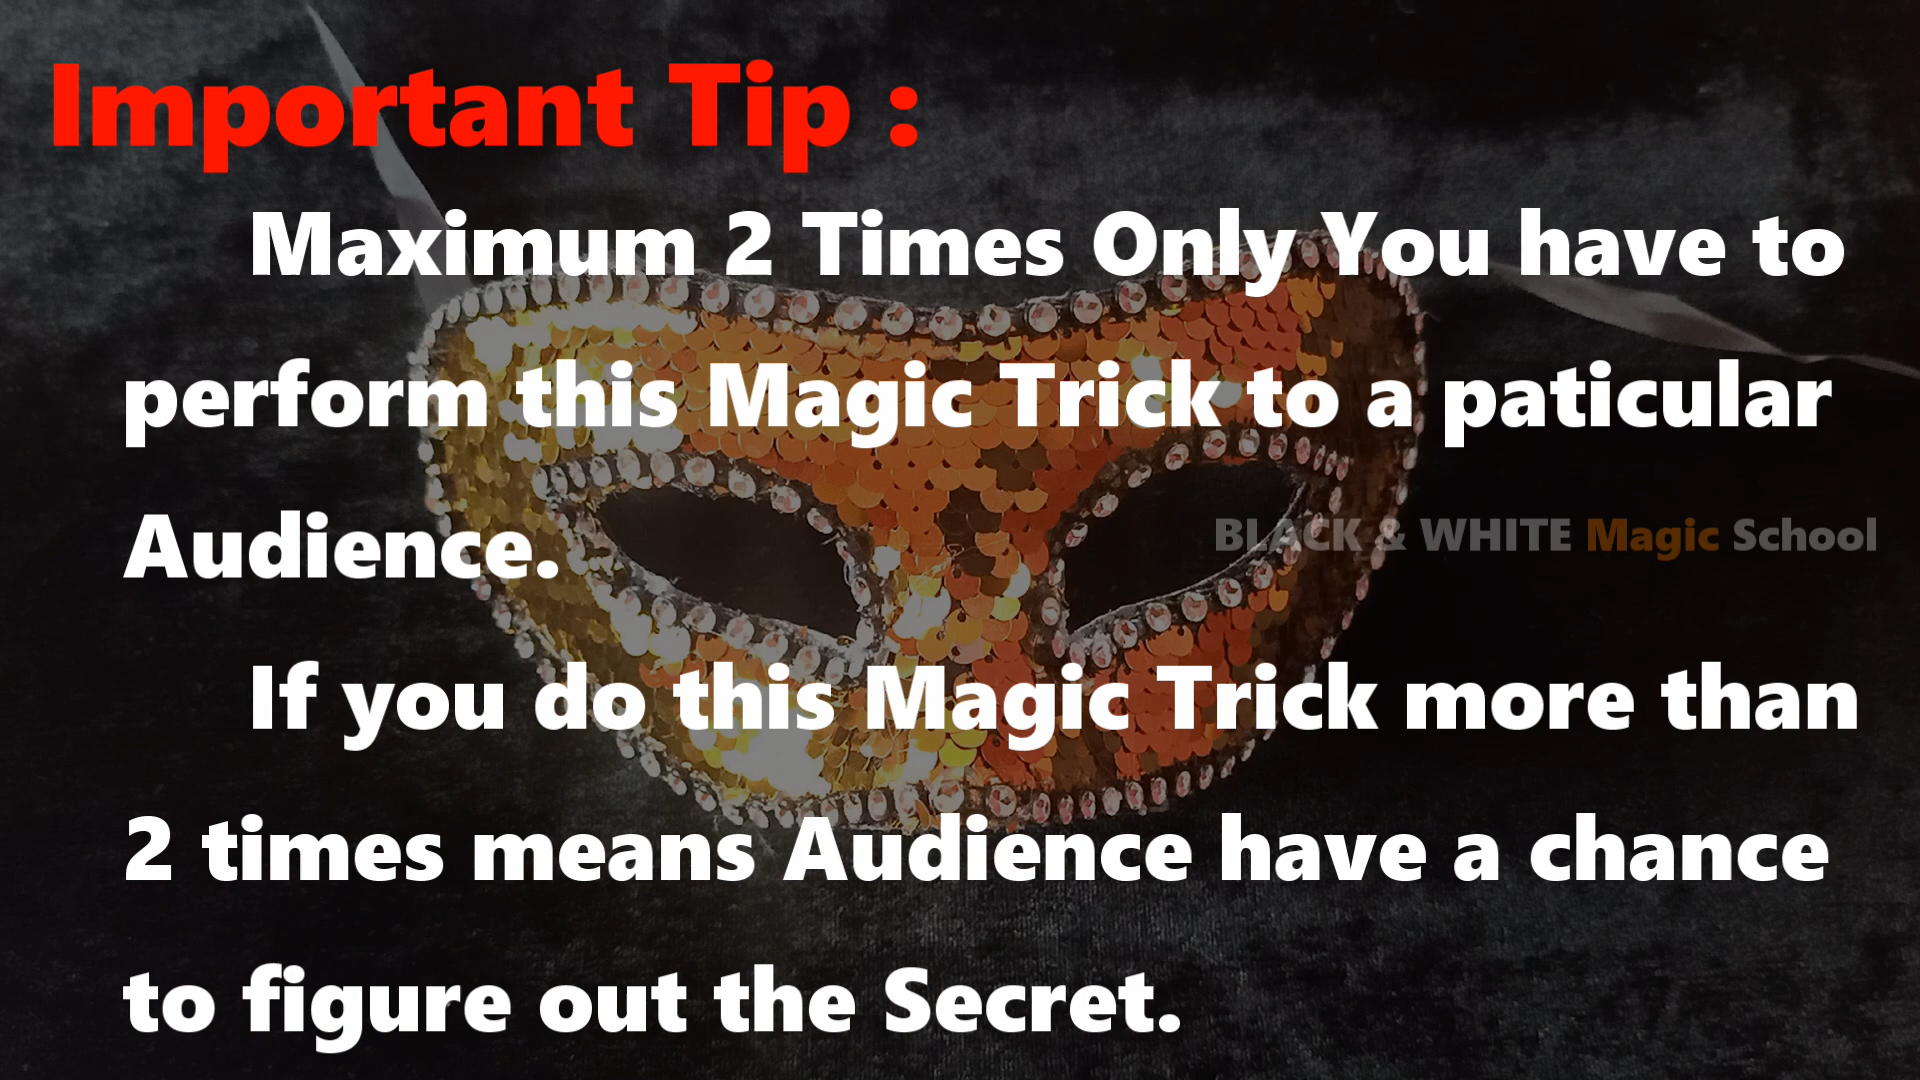 Important Tip :
Maximum 2 Times Only You have to
perform this Magic Trick to a paticular
Audience.
BLACK & WHITE Magic School
If you do this Magic Trick more than
2 times means Audience have a chance
to figure out the Secret.